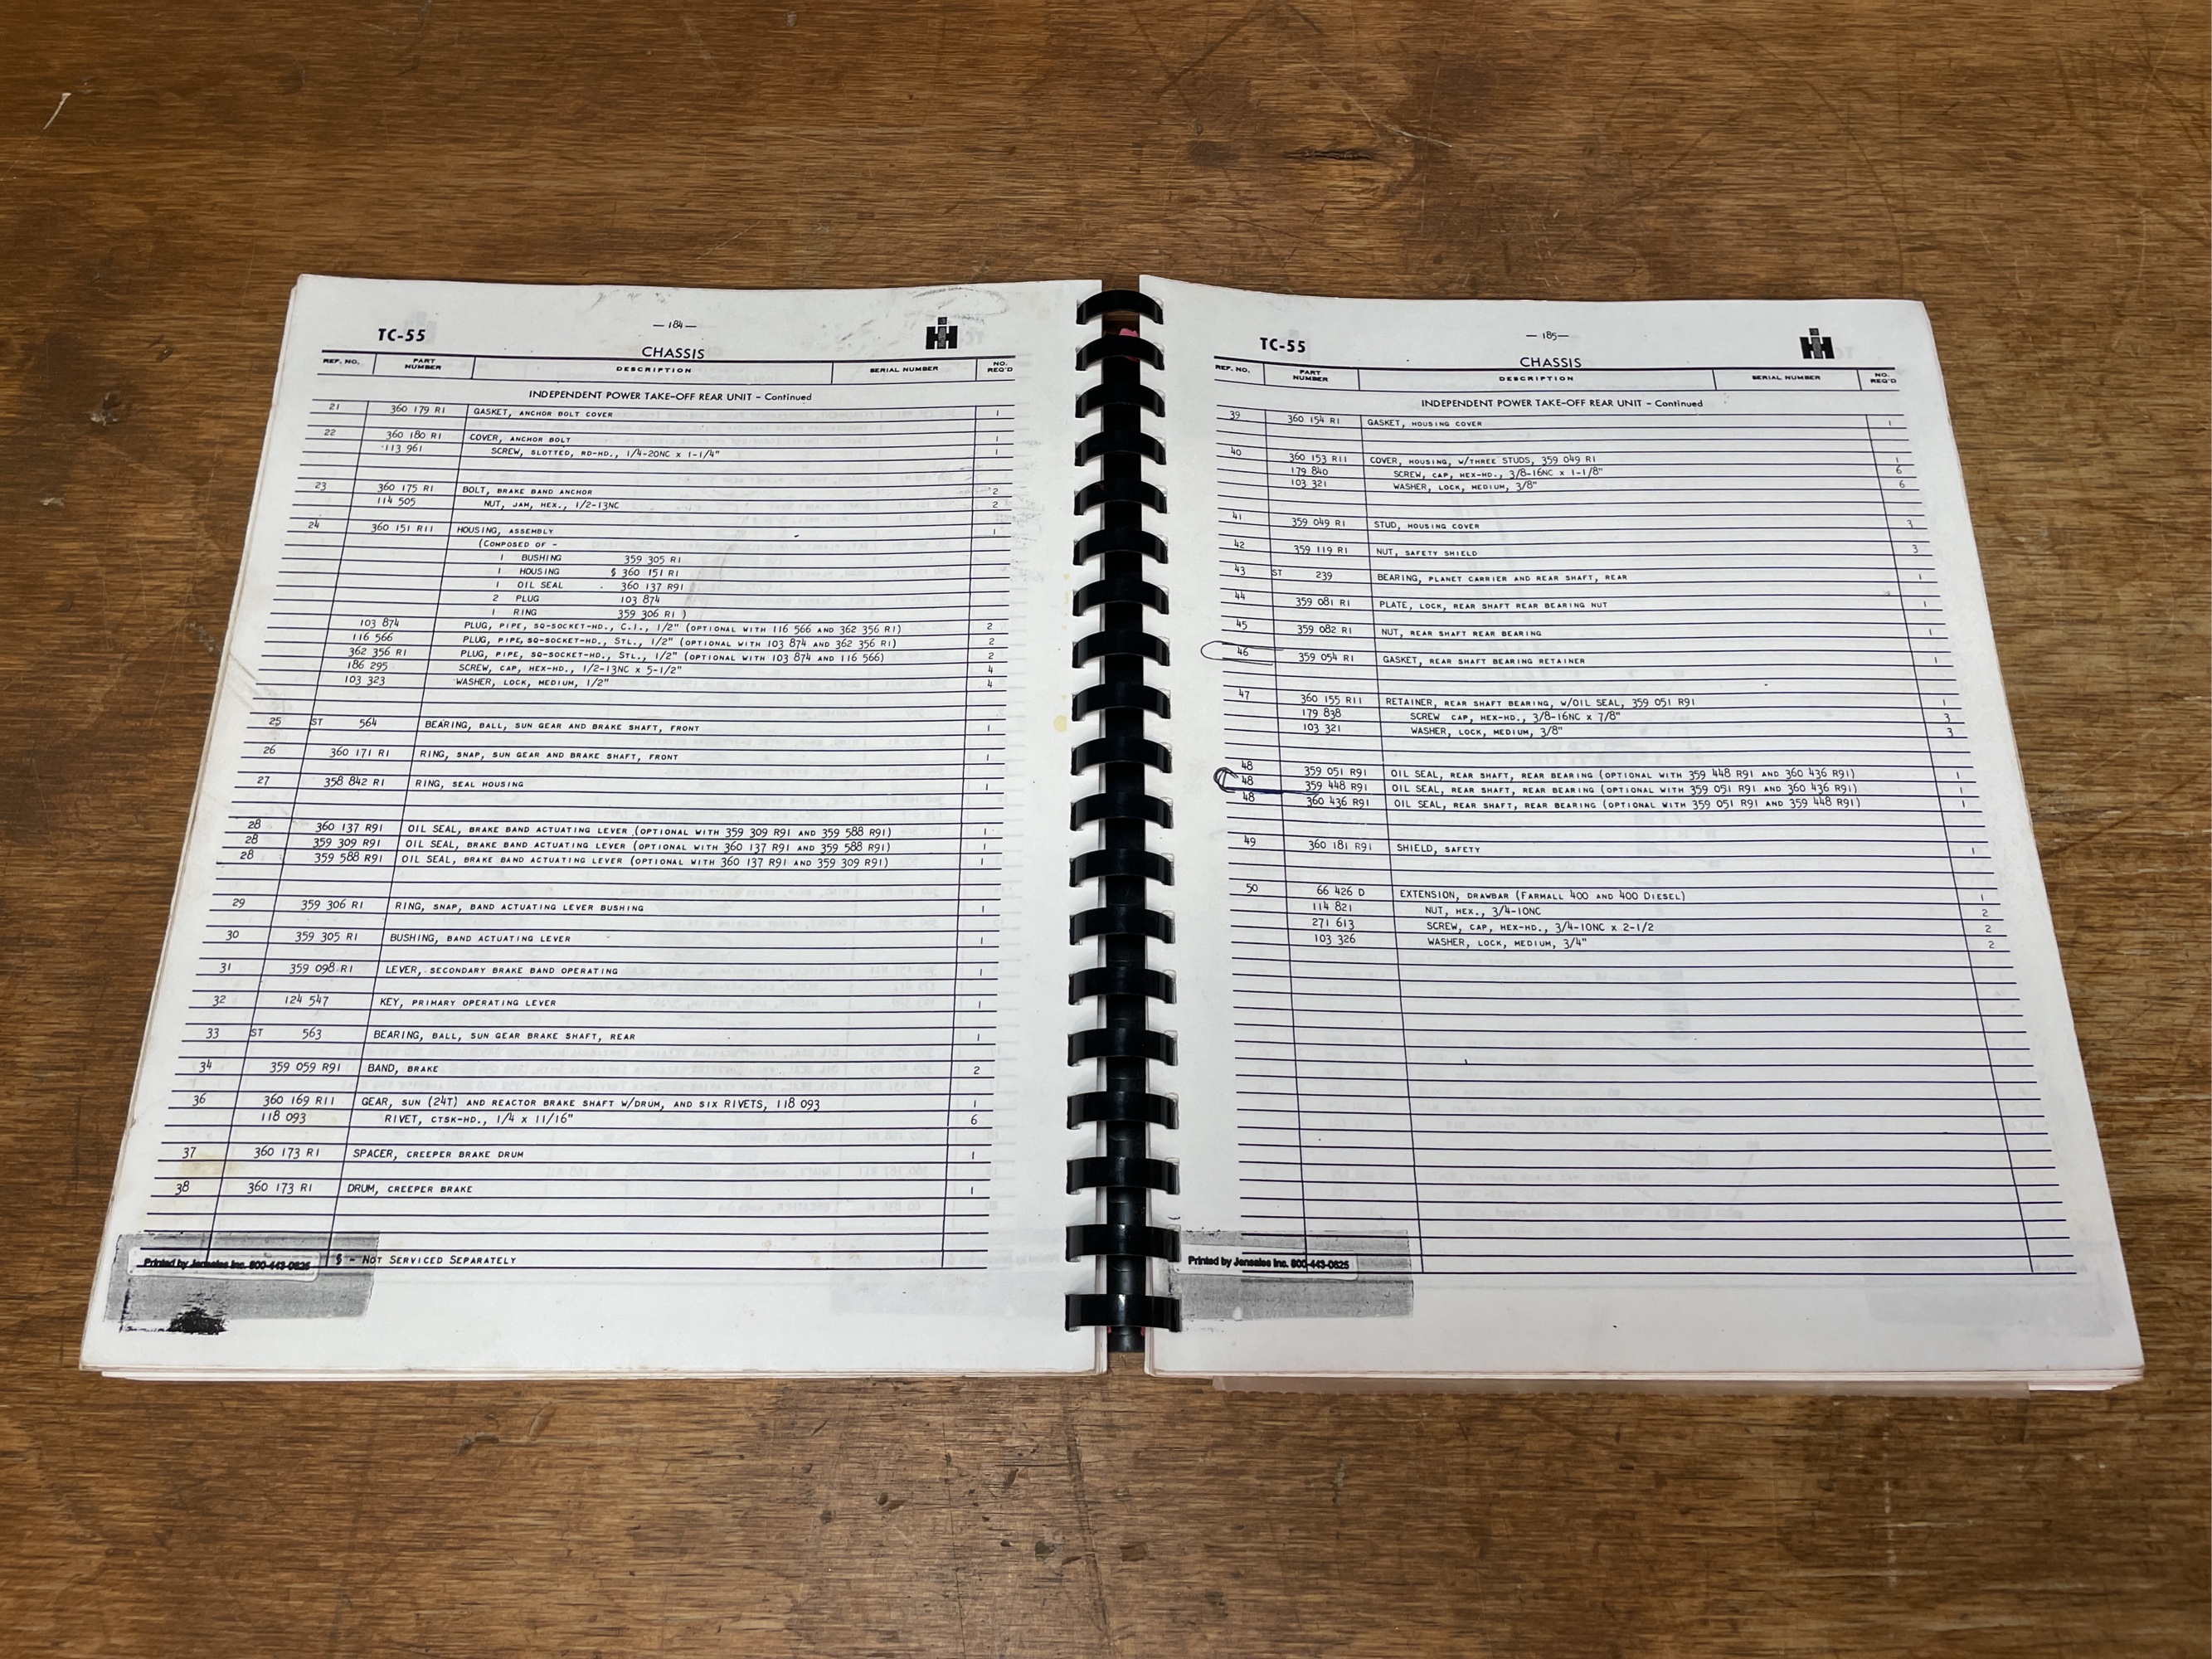 — 184 —
TC-55
IH
CHASSIS
REF. NO. PART NUMBER DESCRIPTION SERIAL NUMBER NO. REQ'D
INDEPENDENT POWER TAKE-OFF REAR UNIT - Continued
21 360 179 R1 GASKET, ANCHOR BOLT COVER 1
22 360 180 R1 COVER, ANCHOR BOLT 1
113 961 SCREW, SLOTTED, RD-HD., 1/4-20NC x 1-1/4" 1
23 360 175 R1 BOLT, BRAKE BAND ANCHOR 2
114 505 NUT, JAM, HEX., 1/2-13NC 2
24 360 151 R11 HOUSING, ASSEMBLY 1
(COMPOSED OF -
1 BUSHING 359 305 R1
1 HOUSING § 360 151 R1
1 OIL SEAL 360 137 R91
2 PLUG 103 874
1 RING 359 306 R1 )
103 874 PLUG, PIPE, SQ-SOCKET-HD., C.I., 1/2" (OPTIONAL WITH 116 566 AND 362 356 R1) 2
116 566 PLUG, PIPE, SQ-SOCKET-HD., STL., 1/2" (OPTIONAL WITH 103 874 AND 362 356 R1) 2
362 356 R1 PLUG, PIPE, SQ-SOCKET-HD., STL., 1/2" (OPTIONAL WITH 103 874 AND 116 566) 2
186 295 SCREW, CAP, HEX-HD., 1/2-13NC x 5-1/2" 4
103 323 WASHER, LOCK, MEDIUM, 1/2" 4
25 ST 564 BEARING, BALL, SUN GEAR AND BRAKE SHAFT, FRONT 1
26 360 171 R1 RING, SNAP, SUN GEAR AND BRAKE SHAFT, FRONT 1
27 358 842 R1 RING, SEAL HOUSING 1
28 360 137 R91 OIL SEAL, BRAKE BAND ACTUATING LEVER (OPTIONAL WITH 359 309 R91 AND 359 588 R91) 1
28 359 309 R91 OIL SEAL, BRAKE BAND ACTUATING LEVER (OPTIONAL WITH 360 137 R91 AND 359 588 R91) 1
28 359 588 R91 OIL SEAL, BRAKE BAND ACTUATING LEVER (OPTIONAL WITH 360 137 R91 AND 359 309 R91) 1
29 359 306 R1 RING, SNAP, BAND ACTUATING LEVER BUSHING 1
30 359 305 R1 BUSHING, BAND ACTUATING LEVER 1
31 359 098 R1 LEVER, SECONDARY BRAKE BAND OPERATING 1
32 124 547 KEY, PRIMARY OPERATING LEVER 1
33 ST 563 BEARING, BALL, SUN GEAR BRAKE SHAFT, REAR 1
34 359 059 R91 BAND, BRAKE 2
36 360 169 R11 GEAR, SUN (24T) AND REACTOR BRAKE SHAFT W/DRUM, AND SIX RIVETS, 118 093 1
118 093 RIVET, CTSK-HD., 1/4 x 11/16" 6
37 360 173 R1 SPACER, CREEPER BRAKE DRUM 1
38 360 173 R1 DRUM, CREEPER BRAKE 1
§ - NOT SERVICED SEPARATELY
Printed by Jensales Inc. 800-443-0625
— 185 —
TC-55
IH
CHASSIS
REF. NO. PART NUMBER DESCRIPTION SERIAL NUMBER NO. REQ'D
INDEPENDENT POWER TAKE-OFF REAR UNIT - Continued
39 360 154 R1 GASKET, HOUSING COVER 1
40 360 153 R11 COVER, HOUSING, W/THREE STUDS, 359 049 R1 1
179 840 SCREW, CAP, HEX-HD., 3/8-16NC x 1-1/8" 6
103 321 WASHER, LOCK, MEDIUM, 3/8" 6
41 359 049 R1 STUD, HOUSING COVER 3
42 359 119 R1 NUT, SAFETY SHIELD 3
43 ST 239 BEARING, PLANET CARRIER AND REAR SHAFT, REAR 1
44 359 081 R1 PLATE, LOCK, REAR SHAFT REAR BEARING NUT 1
45 359 082 R1 NUT, REAR SHAFT REAR BEARING 1
46 359 054 R1 GASKET, REAR SHAFT BEARING RETAINER 1
47 360 155 R11 RETAINER, REAR SHAFT BEARING, W/OIL SEAL, 359 051 R91 1
179 838 SCREW CAP, HEX-HD., 3/8-16NC x 7/8" 3
103 321 WASHER, LOCK, MEDIUM, 3/8" 3
48 359 051 R91 OIL SEAL, REAR SHAFT, REAR BEARING (OPTIONAL WITH 359 448 R91 AND 360 436 R91) 1
48 359 448 R91 OIL SEAL, REAR SHAFT, REAR BEARING (OPTIONAL WITH 359 051 R91 AND 360 436 R91) 1
48 360 436 R91 OIL SEAL, REAR SHAFT, REAR BEARING (OPTIONAL WITH 359 051 R91 AND 359 448 R91) 1
49 360 181 R91 SHIELD, SAFETY 1
50 66 426 D EXTENSION, DRAWBAR (FARMALL 400 AND 400 DIESEL) 1
114 821 NUT, HEX., 3/4-10NC 2
271 613 SCREW, CAP, HEX-HD., 3/4-10NC x 2-1/2 2
103 326 WASHER, LOCK, MEDIUM, 3/4" 2
Printed by Jensales Inc. 800-443-0625